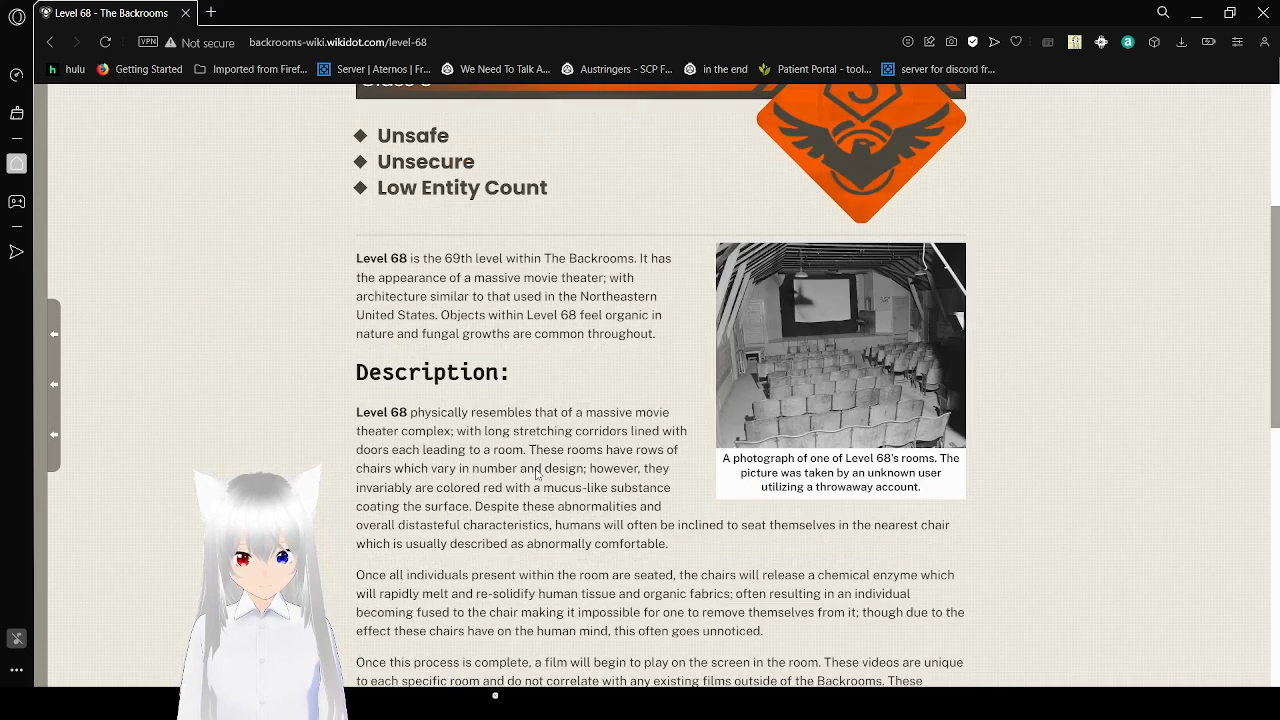 Level 68 - The Backrooms
VPN
Not secure
backrooms-wiki.wikidot.com/level-68
hulu
Getting Started
Imported from Firef...
Server | Aternos | Fr...
We Need To Talk A...
Austringers - SCP F...
in the end
Patient Portal - tool...
server for discord fr...
Unsafe
Unsecure
Low Entity Count
Level 68 is the 69th level within The Backrooms. It has
the appearance of a massive movie theater; with
architecture similar to that used in the Northeastern
United States. Objects within Level 68 feel organic in
nature and fungal growths are common throughout.
Description:
Level 68 physically resembles that of a massive movie
theater complex; with long stretching corridors lined with
doors each leading to a room. These rooms have rows of
chairs which vary in number and design; however, they
invariably are colored red with a mucus-like substance
coating the surface. Despite these abnormalities and
overall distasteful characteristics, humans will often be inclined to seat themselves in the nearest chair
which is usually described as abnormally comfortable.
A photograph of one of Level 68's rooms. The
picture was taken by an unknown user
utilizing a throwaway account.
Once all individuals present within the room are seated, the chairs will release a chemical enzyme which
will rapidly melt and re-solidify human tissue and organic fabrics; often resulting in an individual
becoming fused to the chair making it impossible for one to remove themselves from it; though due to the
effect these chairs have on the human mind, this often goes unnoticed.
Once this process is complete, a film will begin to play on the screen in the room. These videos are unique
to each specific room and do not correlate with any existing films outside of the Backrooms. These